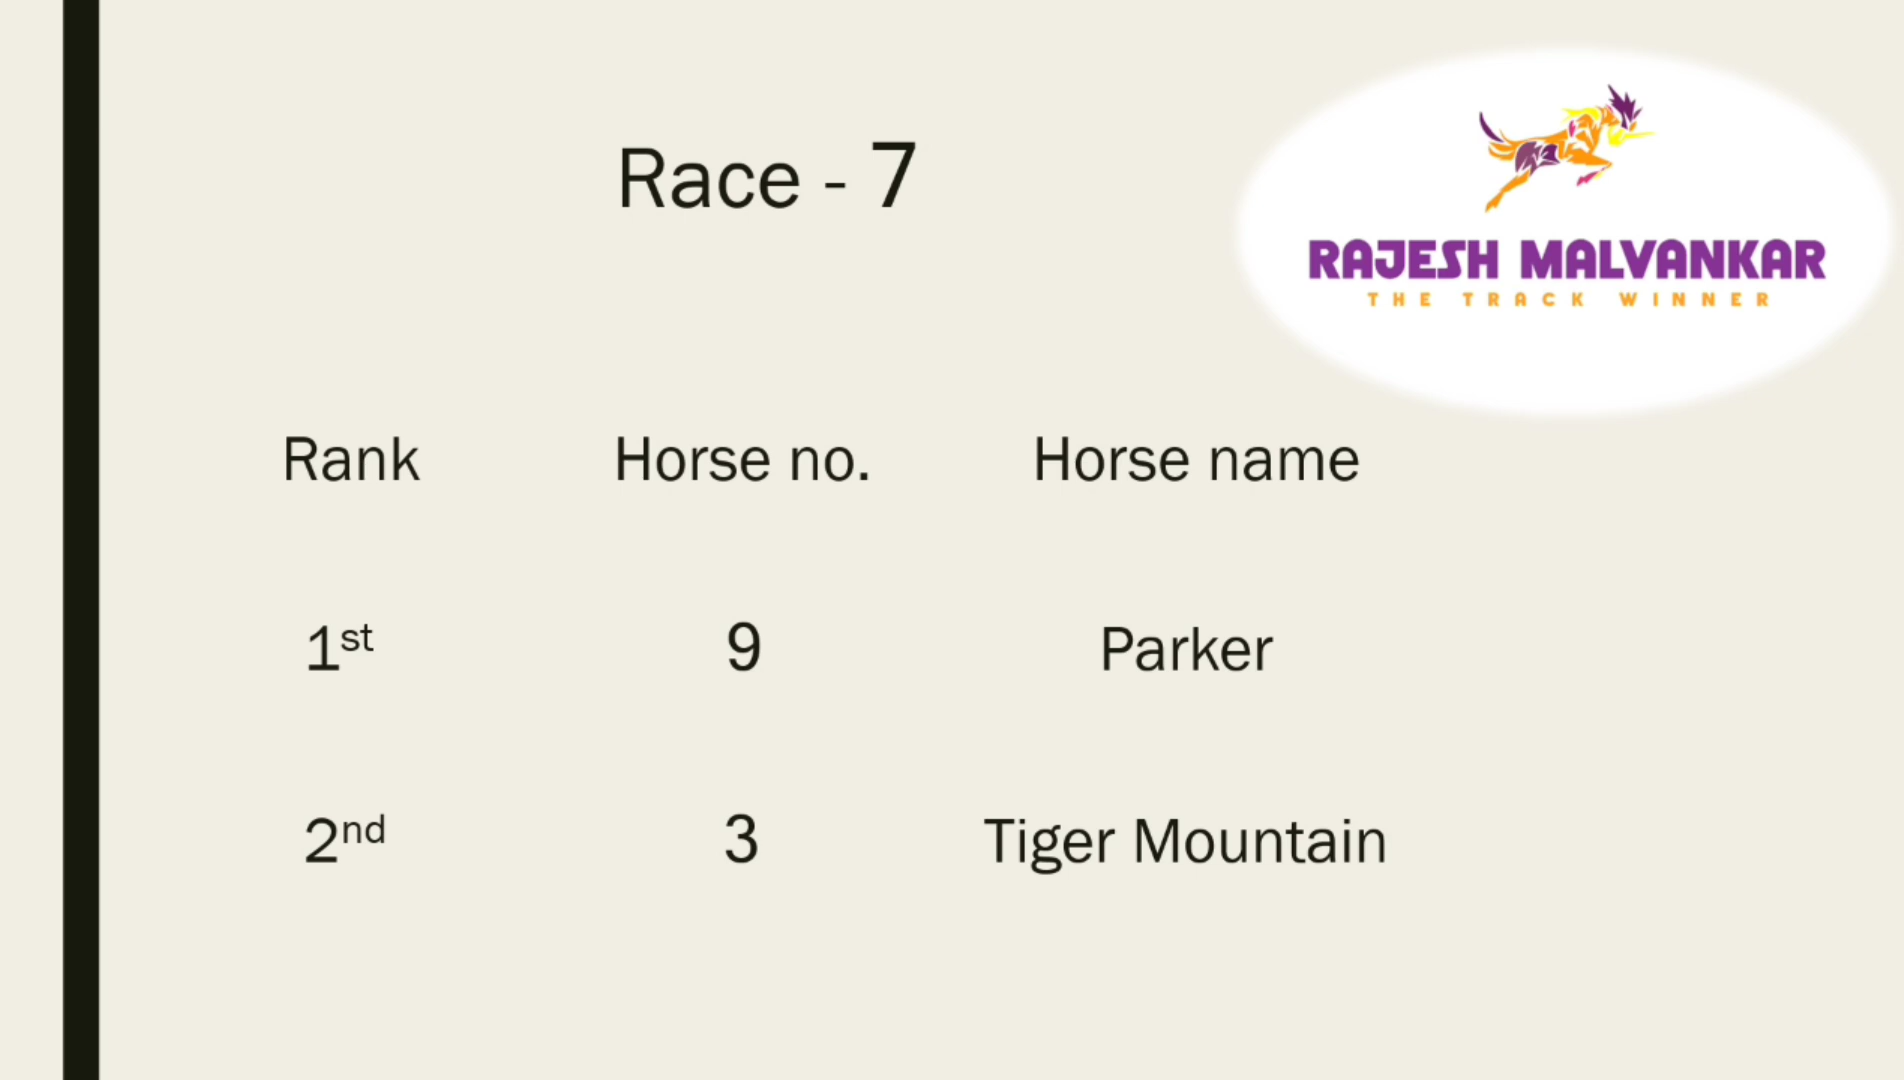 Race - 7
RAJESH MALVANKAR
THE TRACK WINNER
Rank Horse no. Horse name
1st 9 Parker
2nd 3 Tiger Mountain